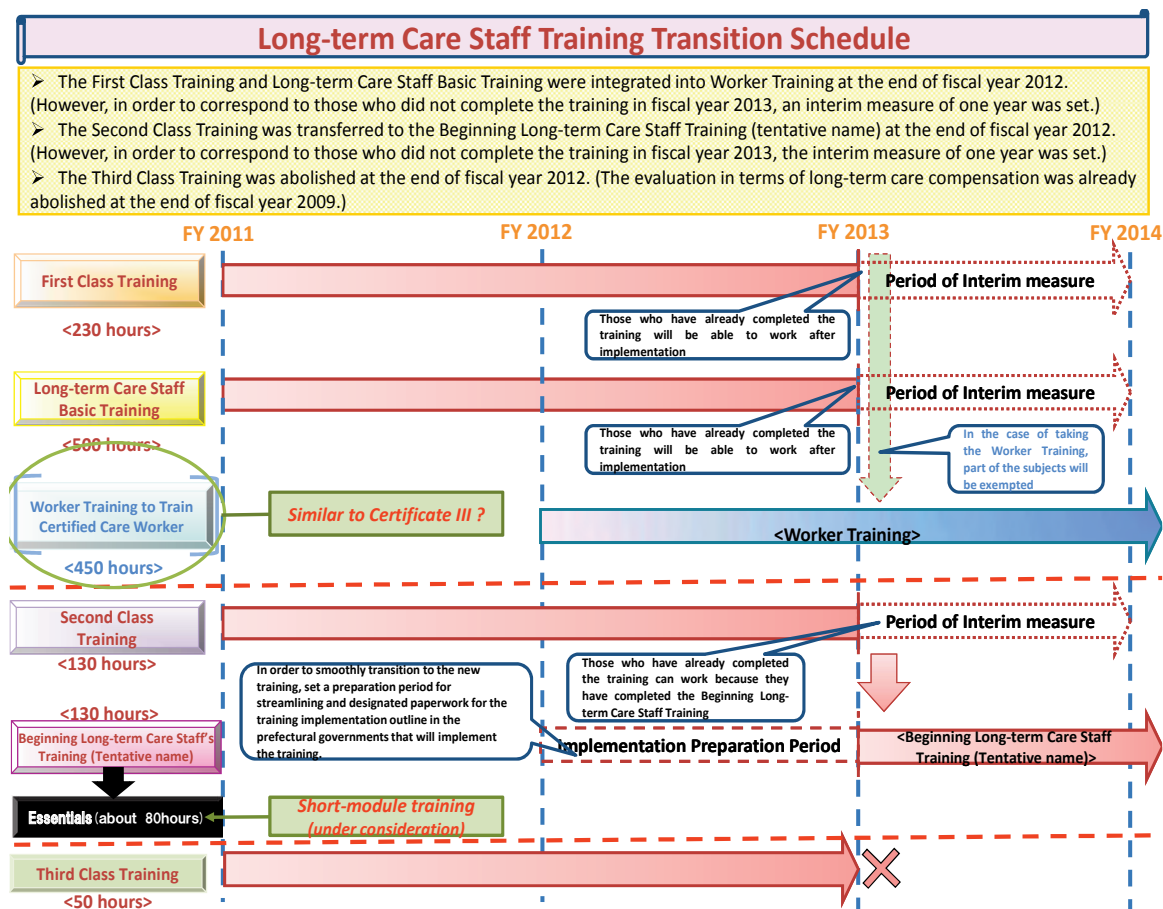 Long-term Care Staff Training Transition Schedule
➢ The First Class Training and Long-term Care Staff Basic Training were integrated into Worker Training at the end of fiscal year 2012.
(However, in order to correspond to those who did not complete the training in fiscal year 2013, an interim measure of one year was set.)
➢ The Second Class Training was transferred to the Beginning Long-term Care Staff Training (tentative name) at the end of fiscal year 2012.
(However, in order to correspond to those who did not complete the training in fiscal year 2013, the interim measure of one year was set.)
➢ The Third Class Training was abolished at the end of fiscal year 2012. (The evaluation in terms of long-term care compensation was already
abolished at the end of fiscal year 2009.)
FY 2011
FY 2012
FY 2013
FY 2014
First Class Training
<230 hours>
Period of Interim measure
Those who have already completed the
training will be able to work after
implementation
Long-term Care Staff
Basic Training
<500 hours>
Period of Interim measure
Those who have already completed the
training will be able to work after
implementation
In the case of taking
the Worker Training,
part of the subjects will
be exempted
Worker Training to Train
Certified Care Worker
<450 hours>
Similar to Certificate III ?
<Worker Training>
Second Class
Training
<130 hours>
Period of Interim measure
Those who have already completed
the training can work because they
have completed the Beginning Long-
term Care Staff Training
In order to smoothly transition to the new
training, set a preparation period for
streamlining and designated paperwork for the
training implementation outline in the
prefectural governments that will implement
the training.
<130 hours>
Beginning Long-term Care Staff's
Training (Tentative name)
Implementation Preparation Period
<Beginning Long-term Care Staff
Training (Tentative name)>
Essentials (about 80hours)
Short-module training
(under consideration)
Third Class Training
<50 hours>